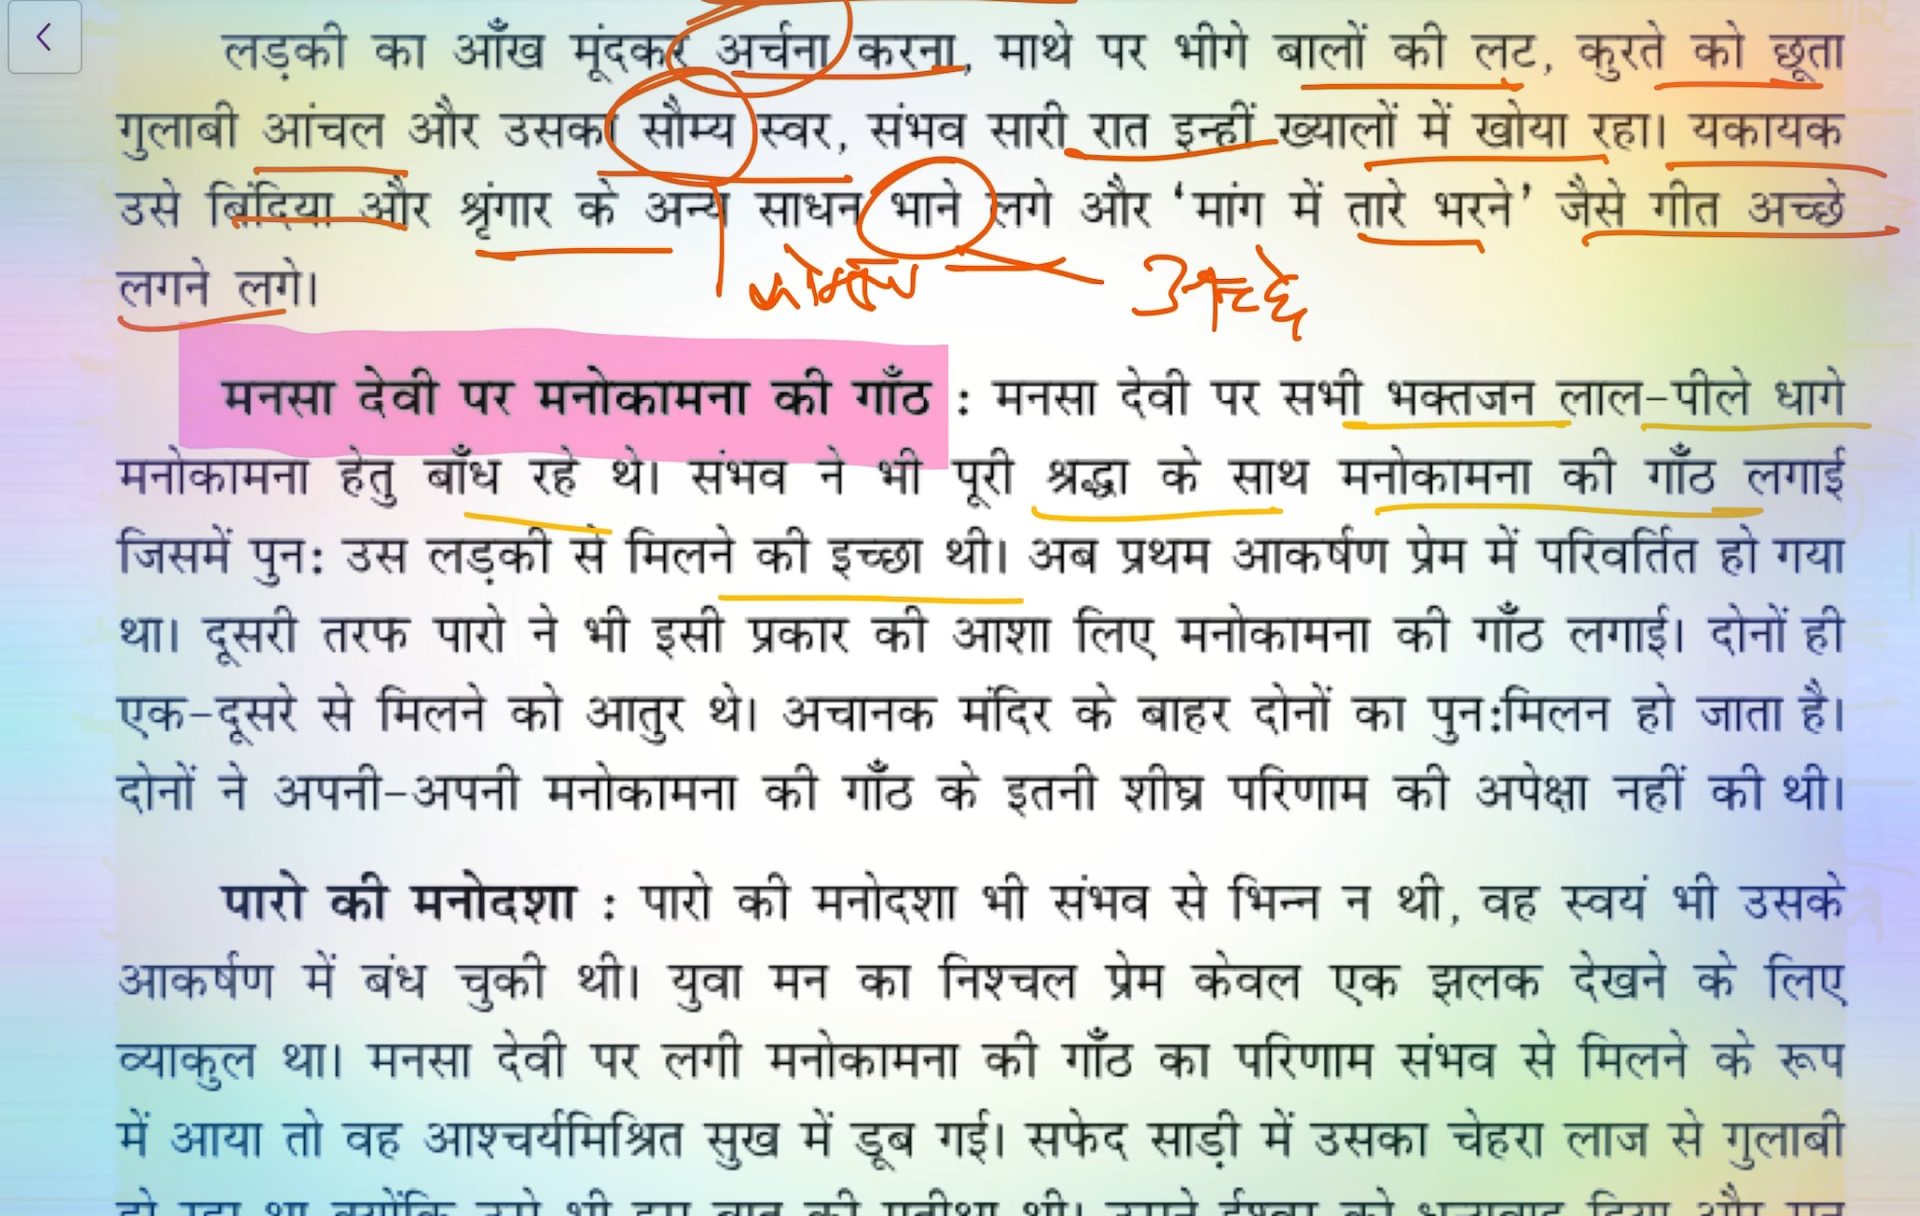 लड़की का आँख मूंदकर अर्चना करना, माथे पर भीगे बालों की लट, कुरते को छूता
गुलाबी आंचल और उसका सौम्य स्वर, संभव सारी रात इन्हीं ख्यालों में खोया रहा। यकायक
उसे बिंदिया और श्रृंगार के अन्य साधन भाने लगे और ‘मांग में तारे भरने’ जैसे गीत अच्छे
लगने लगे।
कोमल अच्छे
मनसा देवी पर मनोकामना की गाँठ : मनसा देवी पर सभी भक्तजन लाल-पीले धागे
मनोकामना हेतु बाँध रहे थे। संभव ने भी पूरी श्रद्धा के साथ मनोकामना की गाँठ लगाई
जिसमें पुन: उस लड़की से मिलने की इच्छा थी। अब प्रथम आकर्षण प्रेम में परिवर्तित हो गया
था। दूसरी तरफ पारो ने भी इसी प्रकार की आशा लिए मनोकामना की गाँठ लगाई। दोनों ही
एक-दूसरे से मिलने को आतुर थे। अचानक मंदिर के बाहर दोनों का पुन:मिलन हो जाता है।
दोनों ने अपनी-अपनी मनोकामना की गाँठ के इतनी शीघ्र परिणाम की अपेक्षा नहीं की थी।
पारो की मनोदशा : पारो की मनोदशा भी संभव से भिन्न न थी, वह स्वयं भी उसके
आकर्षण में बंध चुकी थी। युवा मन का निश्चल प्रेम केवल एक झलक देखने के लिए
व्याकुल था। मनसा देवी पर लगी मनोकामना की गाँठ का परिणाम संभव से मिलने के रूप
में आया तो वह आश्चर्यमिश्रित सुख में डूब गई। सफेद साड़ी में उसका चेहरा लाज से गुलाबी